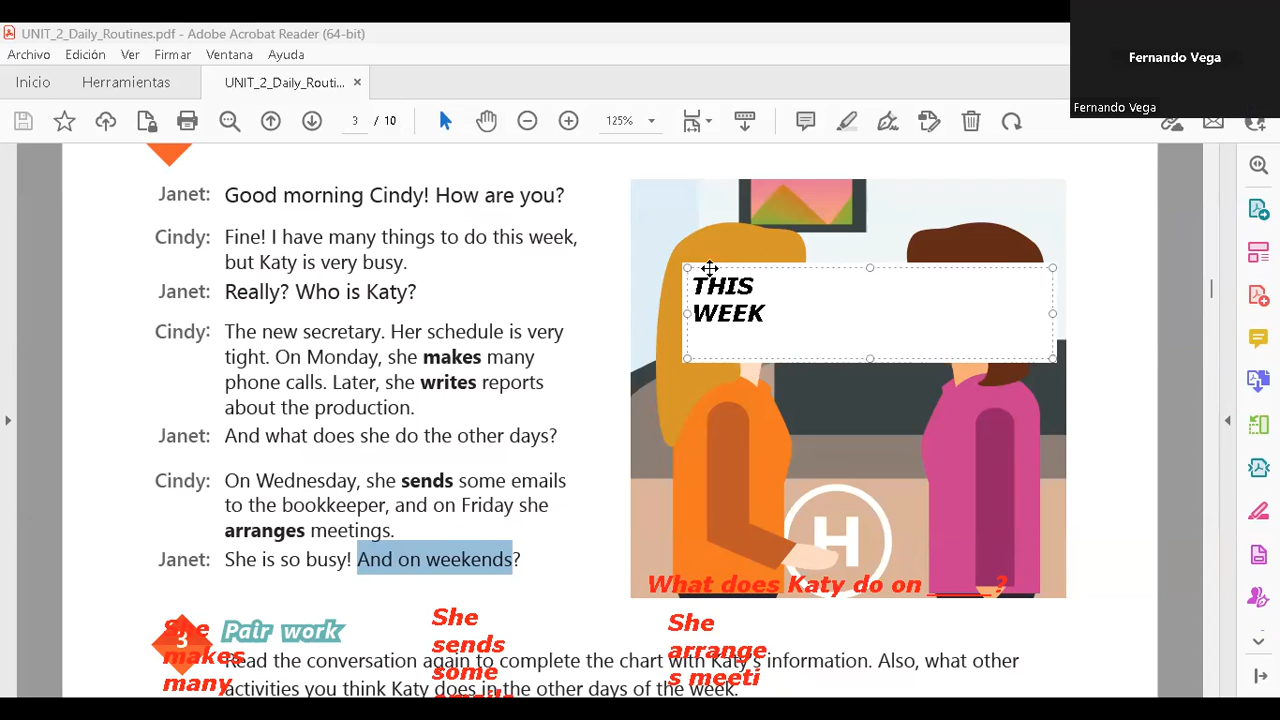 UNIT_2_Daily_Routines.pdf - Adobe Acrobat Reader (64-bit)
Archivo Edición Ver Firmar Ventana Ayuda
Inicio Herramientas UNIT_2_Daily_Routi... ×
3 / 10 125%
Fernando Vega
Fernando Vega
Janet: Good morning Cindy! How are you?
Cindy: Fine! I have many things to do this week,
but Katy is very busy.
Janet: Really? Who is Katy?
Cindy: The new secretary. Her schedule is very
tight. On Monday, she makes many
phone calls. Later, she writes reports
about the production.
Janet: And what does she do the other days?
Cindy: On Wednesday, she sends some emails
to the bookkeeper, and on Friday she
arranges meetings.
Janet: She is so busy! And on weekends?
THIS
WEEK
H
What does Katy do on _____?
3 Pair work
Read the conversation again to complete the chart with Katy's information. Also, what other
activities you think Katy does in the other days of the week.
She
makes
many
She
sends
some
emails
She
arrange
s meeti